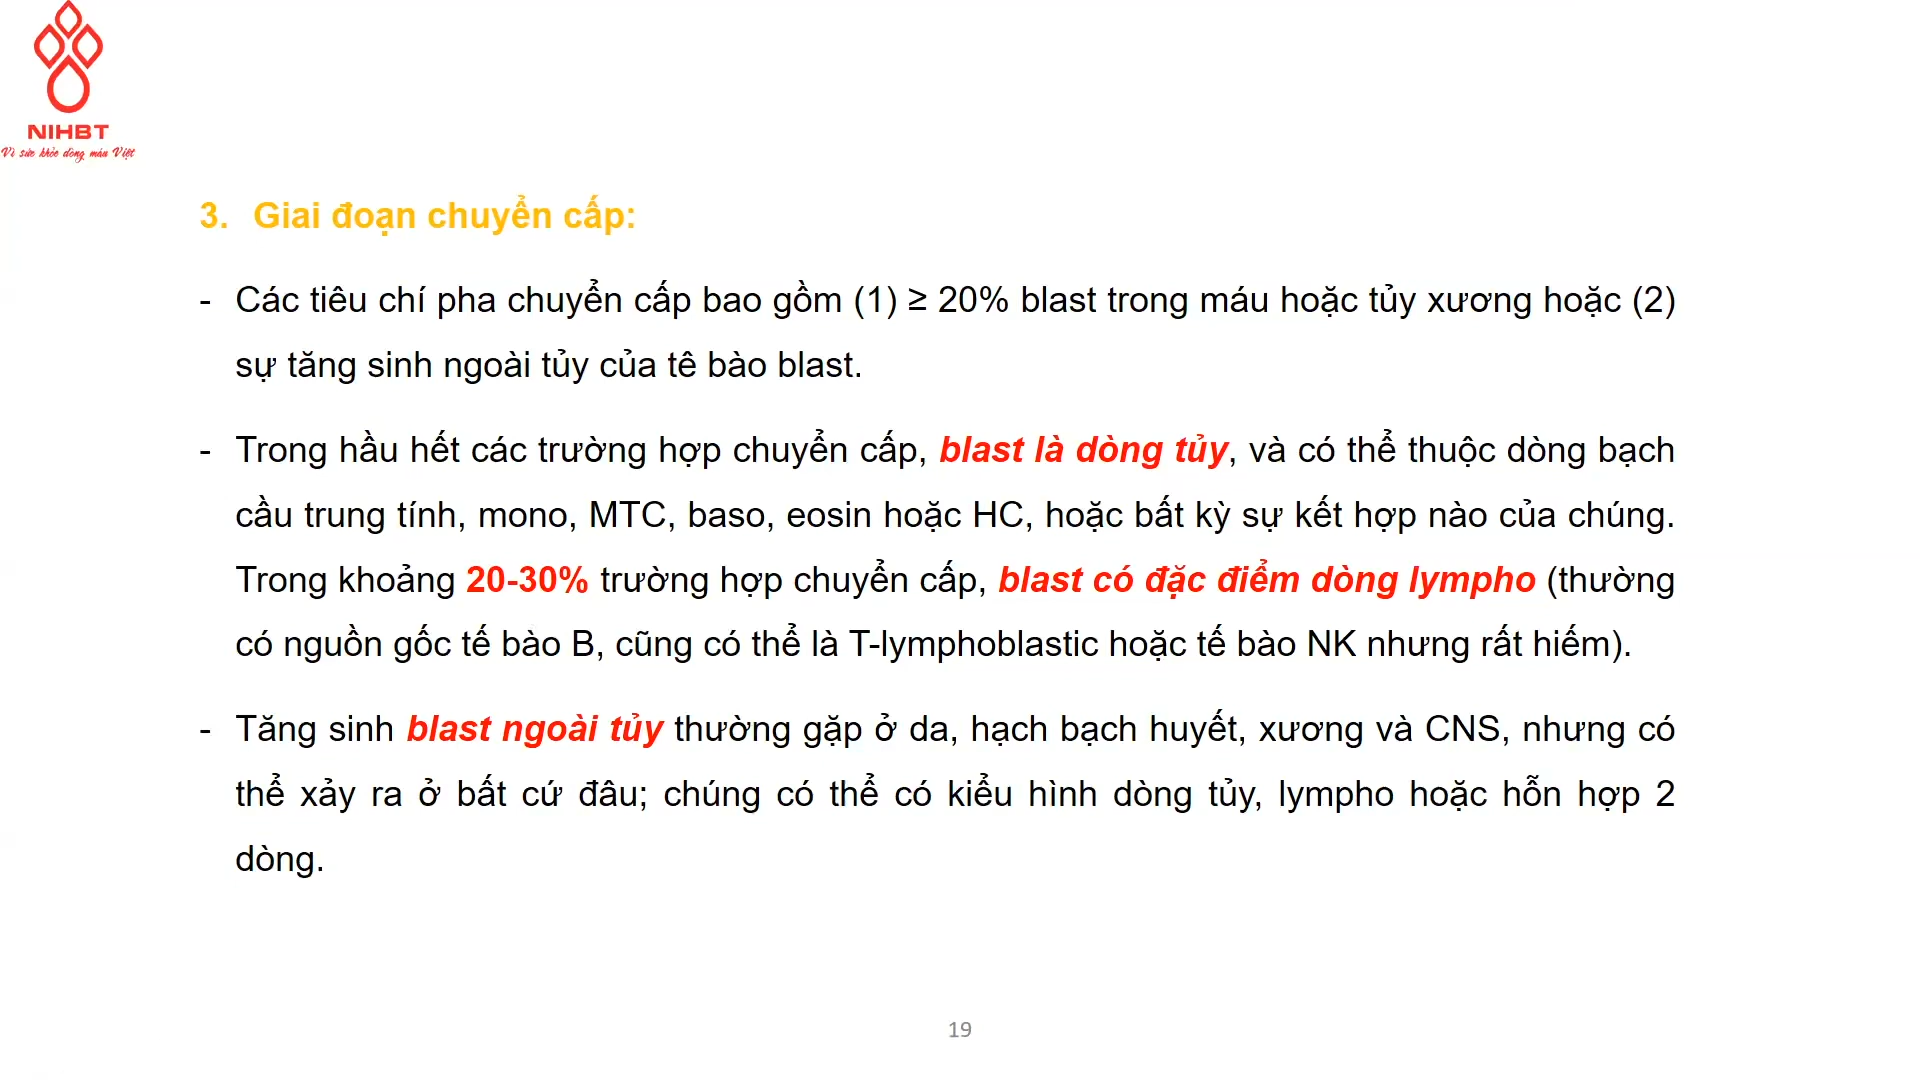 NIHBT
Vì sức khỏe dòng máu Việt
3. Giai đoạn chuyển cấp:
- Các tiêu chí pha chuyển cấp bao gồm (1) ≥ 20% blast trong máu hoặc tủy xương hoặc (2)
sự tăng sinh ngoài tủy của tê bào blast.
- Trong hầu hết các trường hợp chuyển cấp, blast là dòng tủy, và có thể thuộc dòng bạch
cầu trung tính, mono, MTC, baso, eosin hoặc HC, hoặc bất kỳ sự kết hợp nào của chúng.
Trong khoảng 20-30% trường hợp chuyển cấp, blast có đặc điểm dòng lympho (thường
có nguồn gốc tế bào B, cũng có thể là T-lymphoblastic hoặc tế bào NK nhưng rất hiếm).
- Tăng sinh blast ngoài tủy thường gặp ở da, hạch bạch huyết, xương và CNS, nhưng có
thể xảy ra ở bất cứ đâu; chúng có thể có kiểu hình dòng tủy, lympho hoặc hỗn hợp 2
dòng.
19